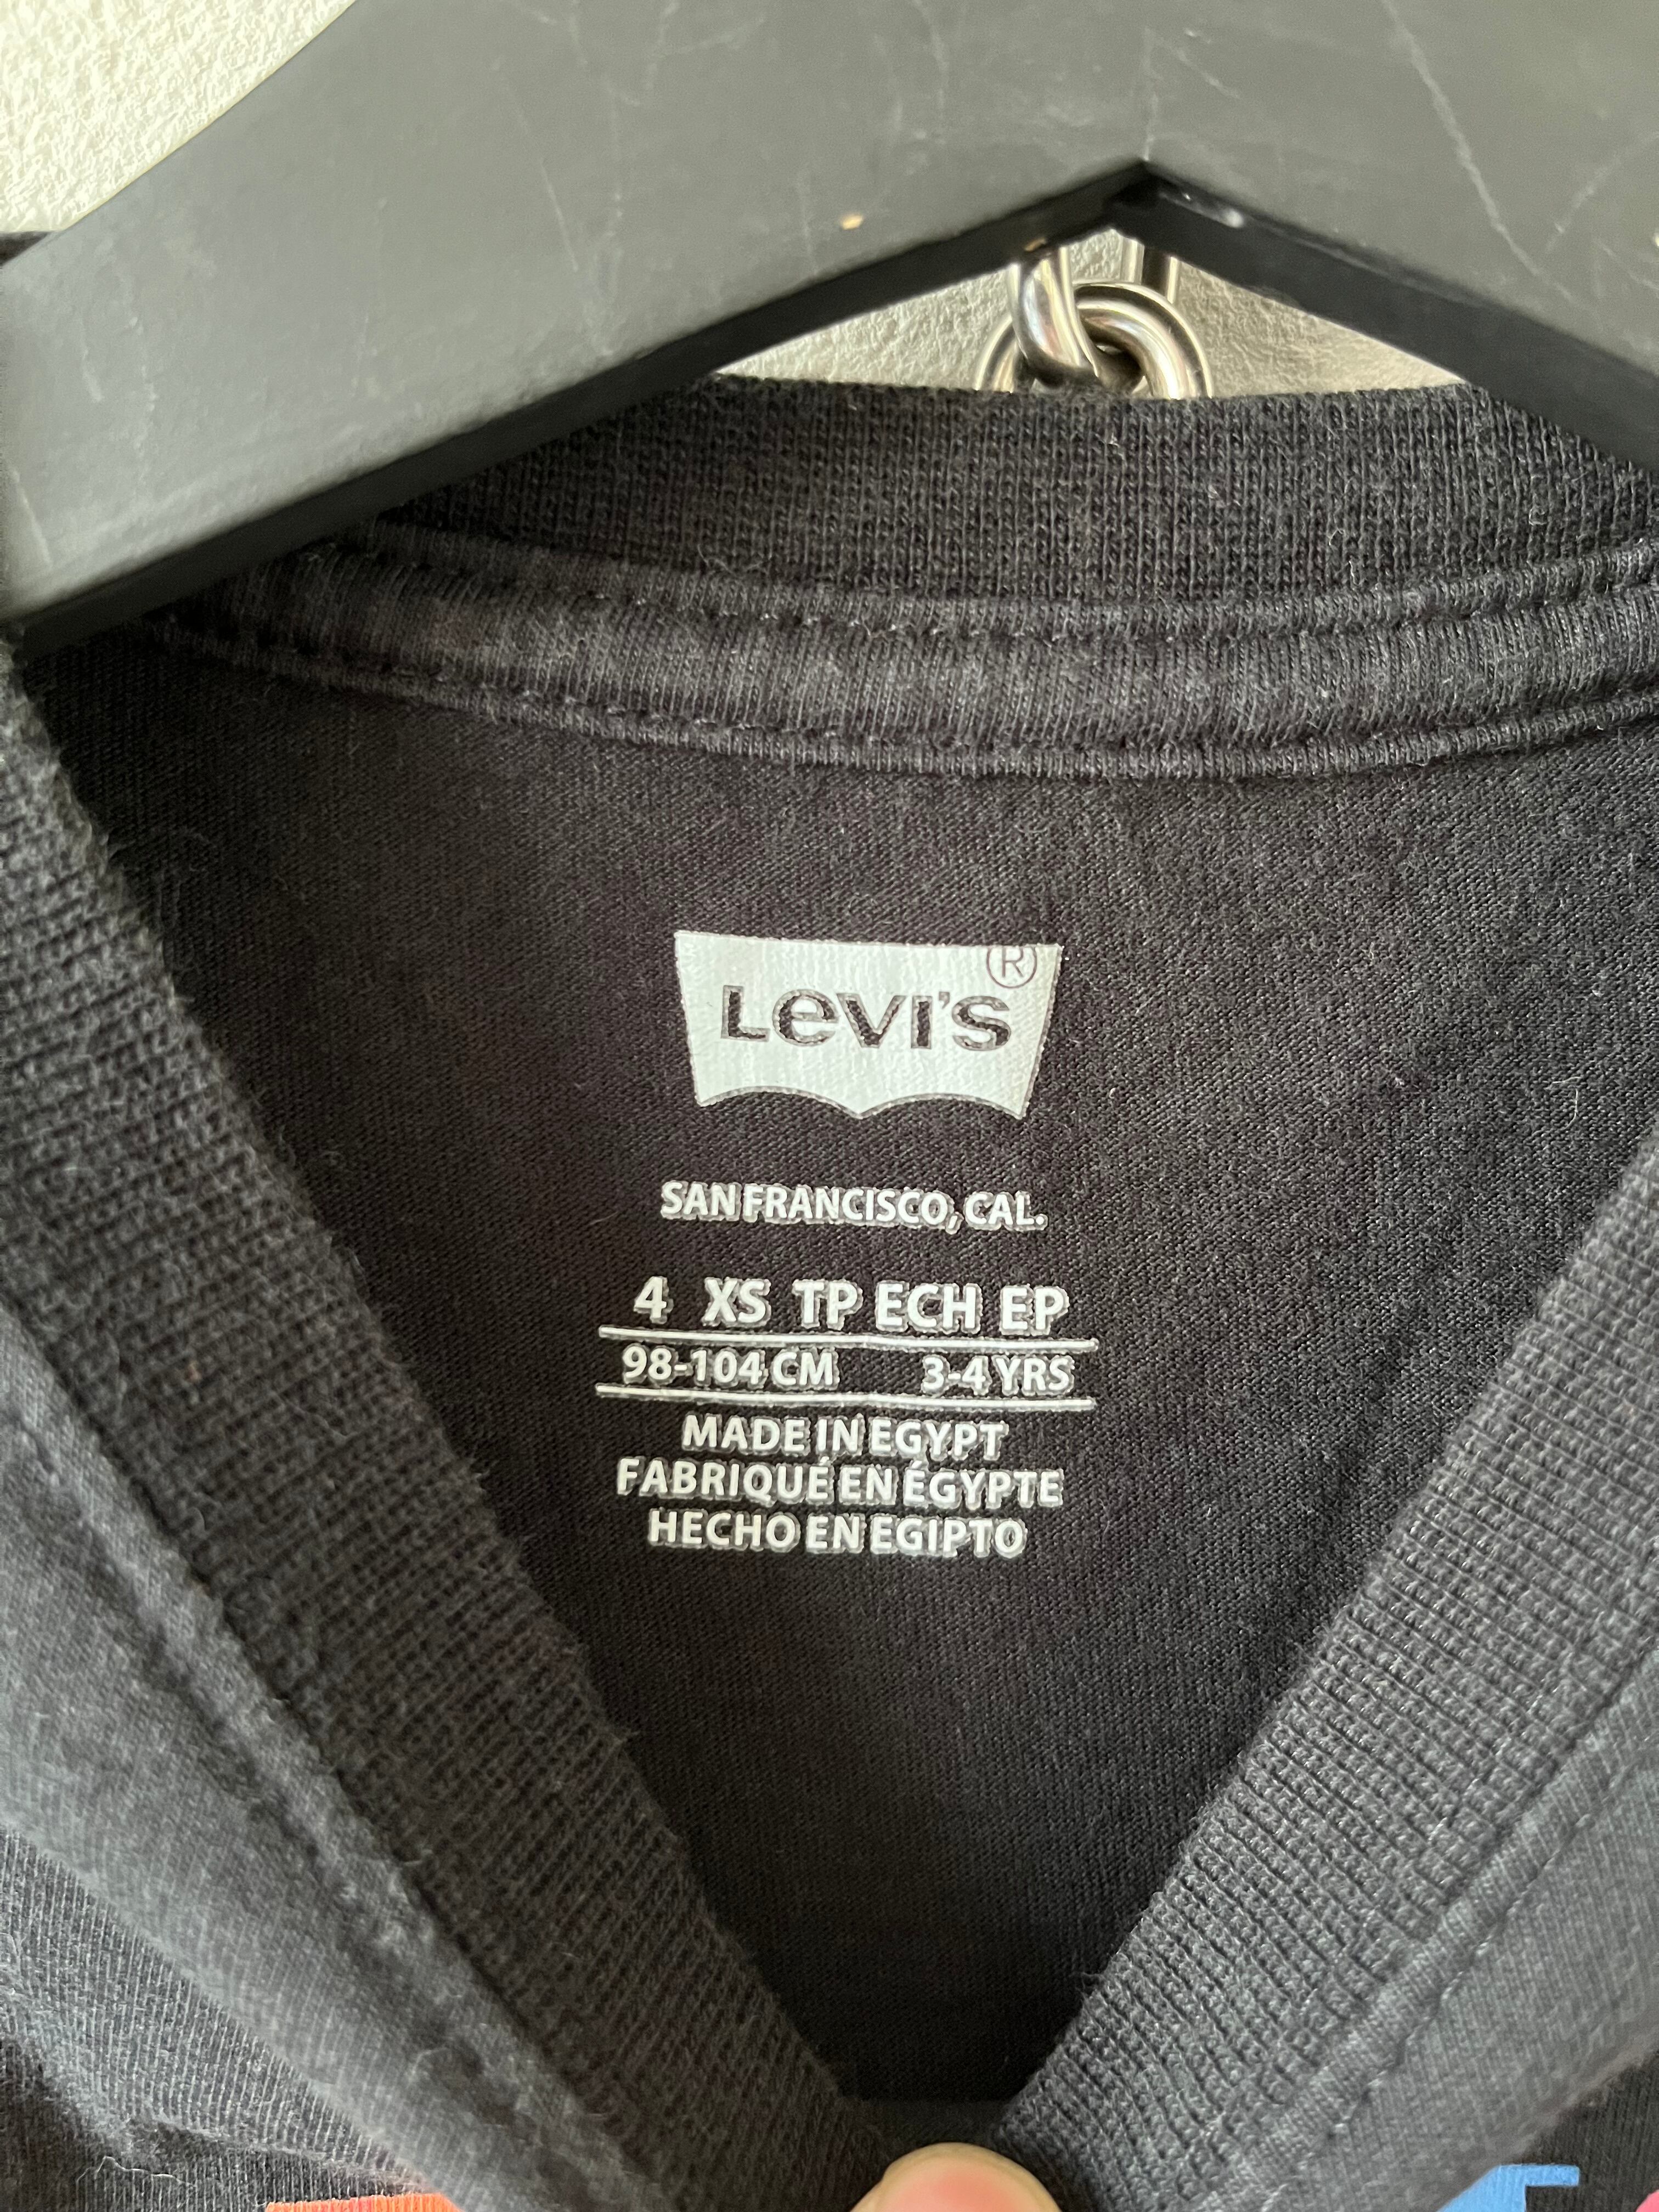 Levi's®
SAN FRANCISCO, CAL.
4 XS TP ECH EP
98-104 CM 3-4 YRS
MADE IN EGYPT
FABRIQUÉ EN ÉGYPTE
HECHO EN EGIPTO